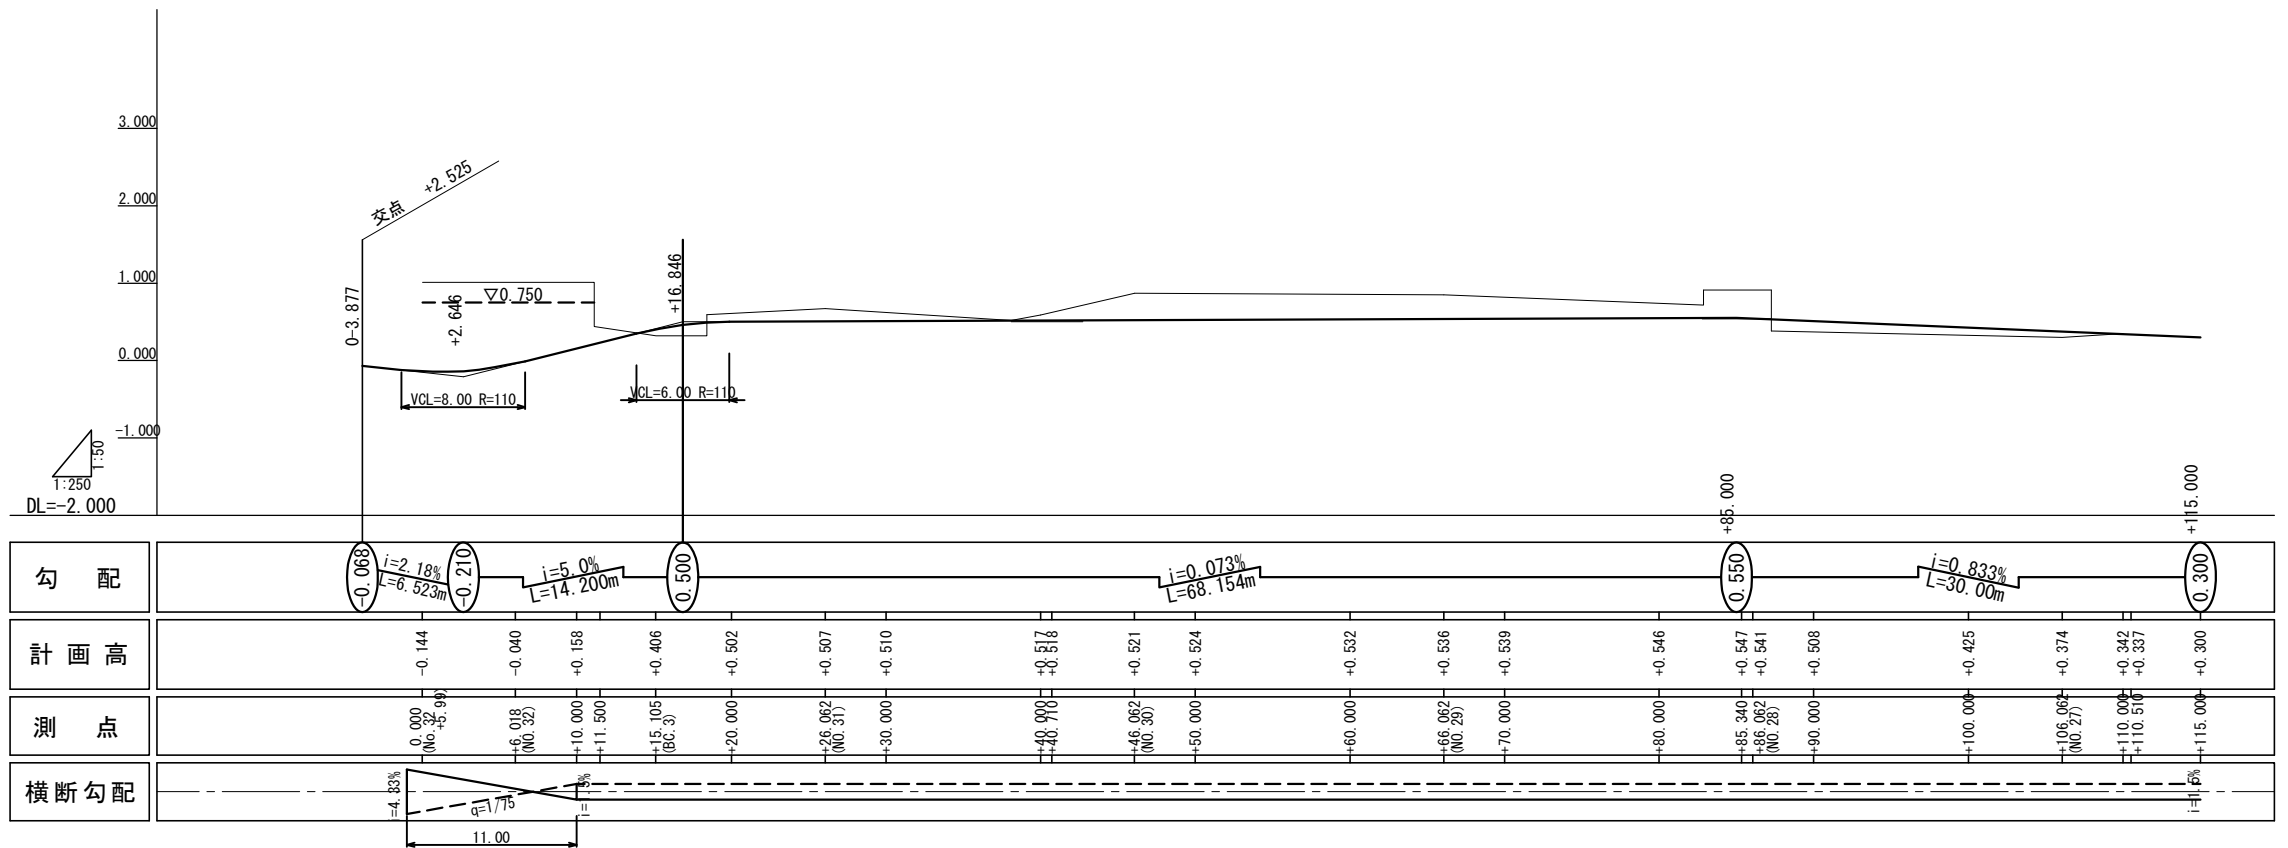 3.000
2.000
1.000
0.000
-1.000
交点 +2.525
0-3.877
+2.646
▽0.750
+16.846
VCL=8.00 R=110
VCL=6.00 R=110
1:50
1:250
DL=-2.000
+85.000
+115.000
勾 配
-0.068
i=2.18%
L=6.523m
-0.210
i=5.0%
L=14.200m
0.500
i=0.073%
L=68.154m
0.550
i=0.833%
L=30.00m
0.300
計 画 高
-0.144
-0.040
+0.158
+0.406
+0.502
+0.507
+0.510
+0.517
+0.518
+0.521
+0.524
+0.532
+0.536
+0.539
+0.546
+0.547
+0.541
+0.508
+0.425
+0.374
+0.342
+0.337
+0.300
測 点
0.000
(No.32
+5.99)
+6.018
(NO.32)
+10.000
+11.500
+15.105
(BC.3)
+20.000
+26.062
(NO.31)
+30.000
+40.000
+40.710
+46.062
(NO.30)
+50.000
+60.000
+66.062
(NO.29)
+70.000
+80.000
+85.340
+86.062
(NO.28)
+90.000
+100.000
+106.062
(NO.27)
+110.000
+110.510
+115.000
横断勾配
i=4.33%
q=1/75
i=1.5%
i=1.5%
11.00